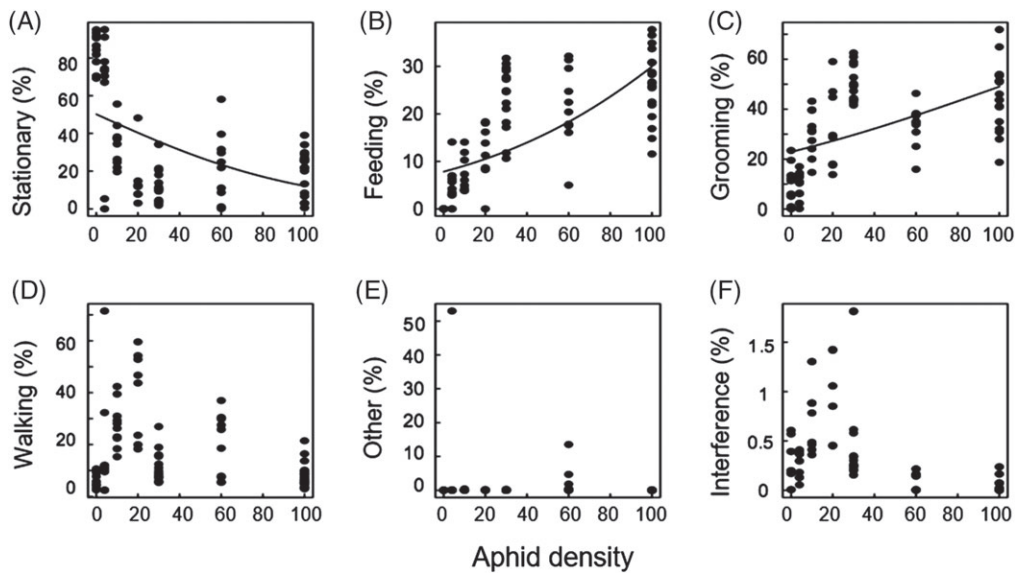 (A) (B) (C)
Stationary (%)
80
60
40
20
0
0 20 40 60 80 100
Feeding (%)
30
20
10
0
0 20 40 60 80 100
Grooming (%)
60
40
20
0
0 20 40 60 80 100
(D) (E) (F)
Walking (%)
60
40
20
0
0 20 40 60 80 100
Other (%)
50
40
30
20
10
0
0 20 40 60 80 100
Interference (%)
1.5
1
0.5
0
0 20 40 60 80 100
Aphid density